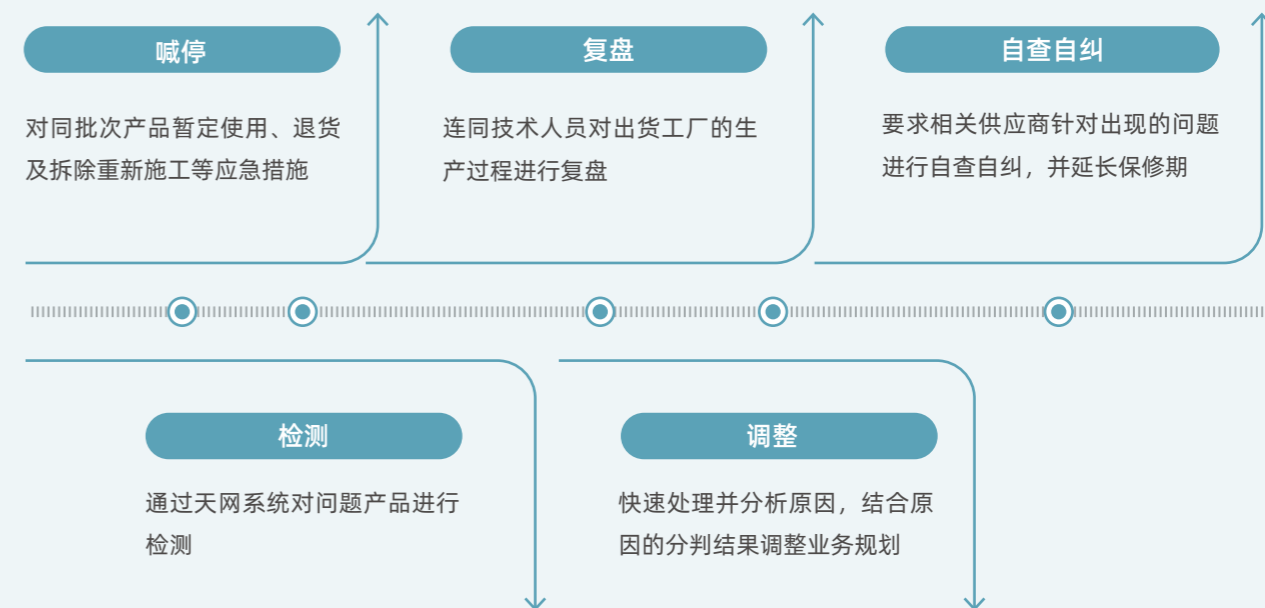 喊停
对同批次产品暂定使用、退货
及拆除重新施工等应急措施
复盘
连同技术人员对出货工厂的生
产过程进行复盘
自查自纠
要求相关供应商针对出现的问题
进行自查自纠，并延长保修期
检测
通过天网系统对问题产品进行
检测
调整
快速处理并分析原因，结合原
因的分判结果调整业务规划